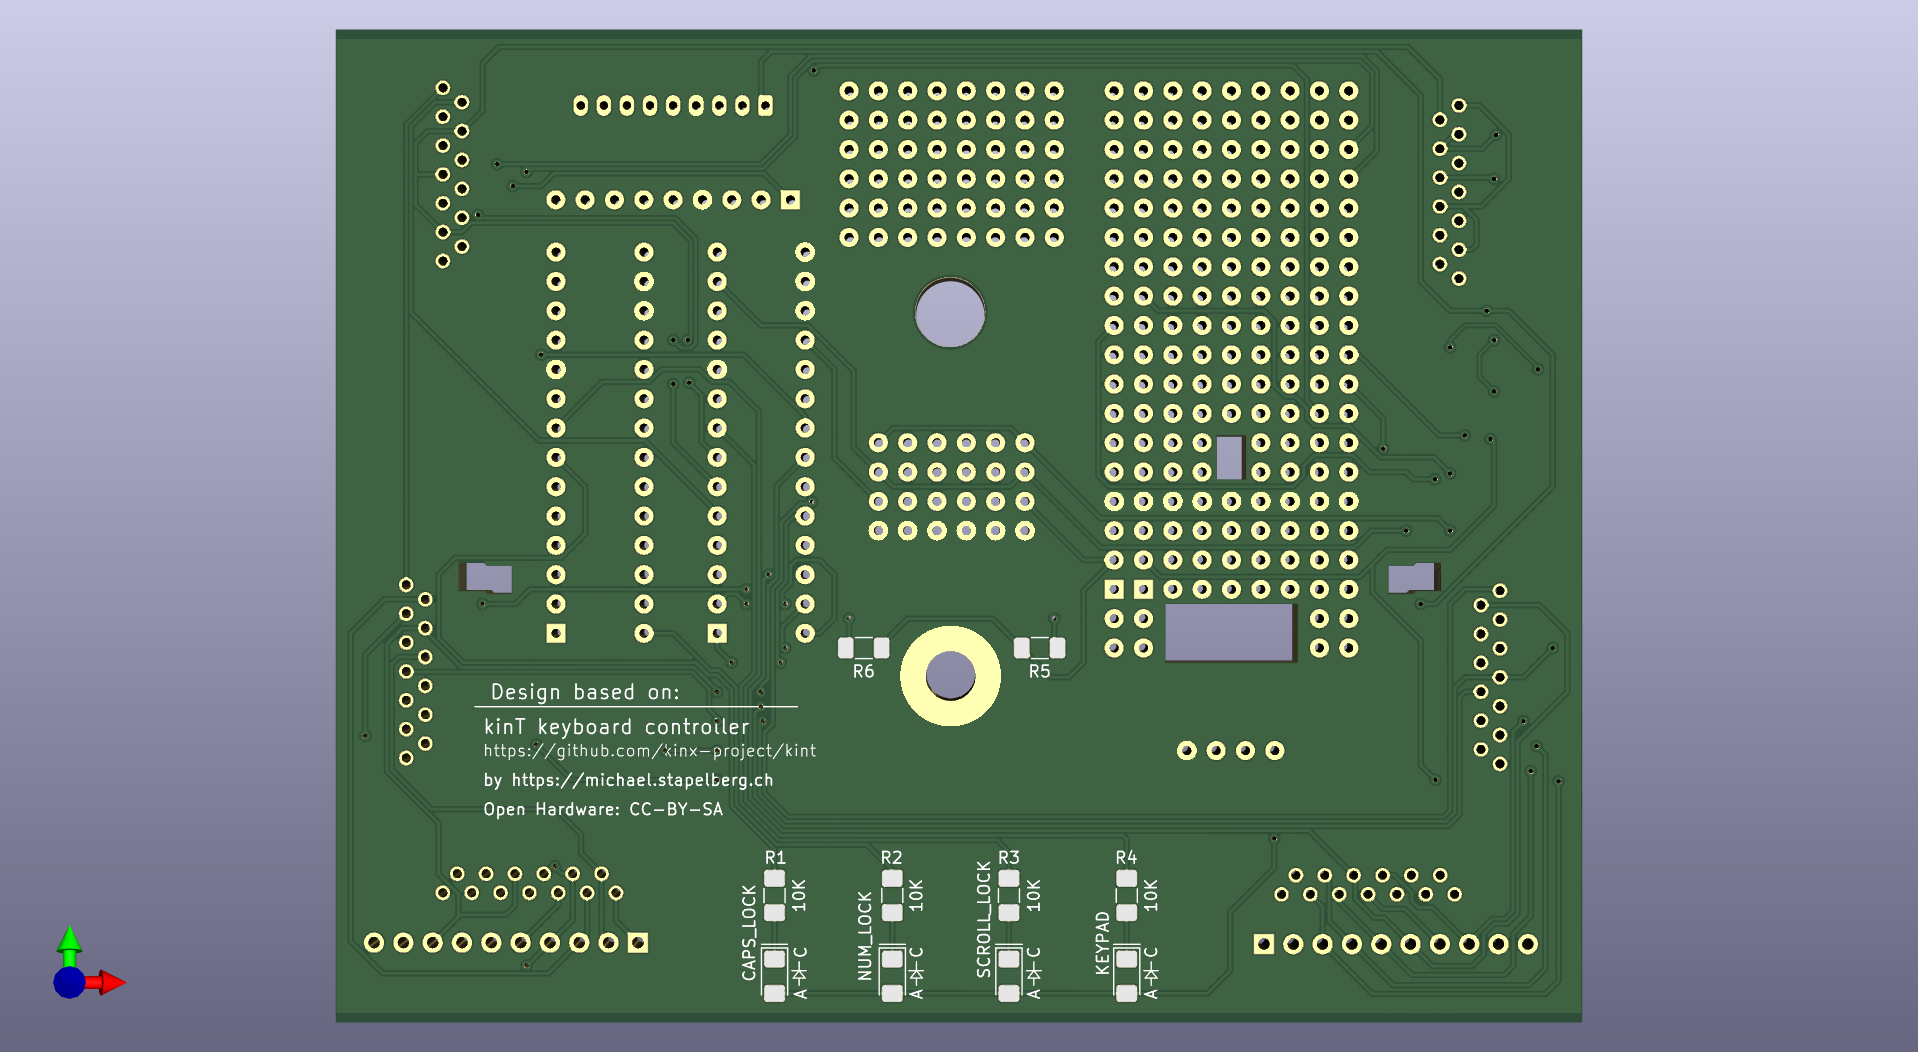 R6
R5
Design based on:
kinT keyboard controller
https://github.com/kinx-project/kint
by https://michael.stapelberg.ch
Open Hardware: CC-BY-SA
R1
R2
R3
R4
10K
10K
10K
10K
CAPS_LOCK
NUM_LOCK
SCROLL_LOCK
KEYPAD
A C
A C
A C
A C